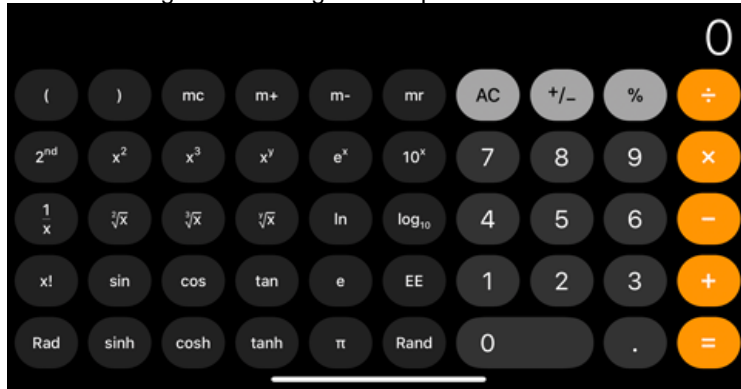 0
( ) mc m+ m- mr AC +/− % ÷
2ⁿᵈ x² x³ xʸ eˣ 10ˣ 7 8 9 ×
1/x ²√x ³√x ʸ√x ln log₁₀ 4 5 6 −
x! sin cos tan e EE 1 2 3 +
Rad sinh cosh tanh π Rand 0 . =